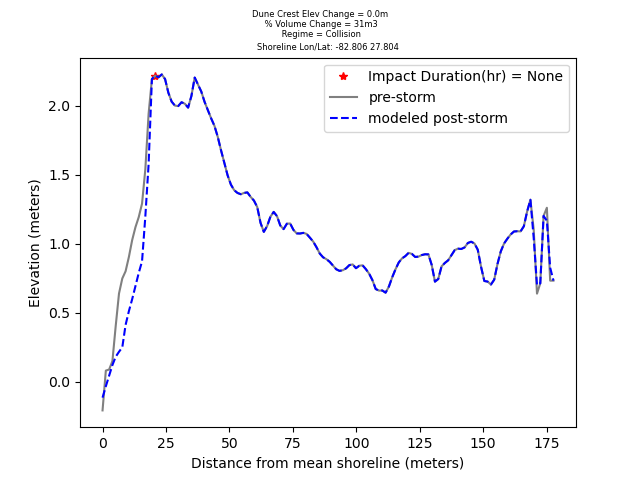 Dune Crest Elev Change = 0.0m
% Volume Change = 31m3
Regime = Collision
Shoreline Lon/Lat: -82.806 27.804
Impact Duration(hr) = None
pre-storm
modeled post-storm
Elevation (meters)
2.0
1.5
1.0
0.5
0.0
0 25 50 75 100 125 150 175
Distance from mean shoreline (meters)